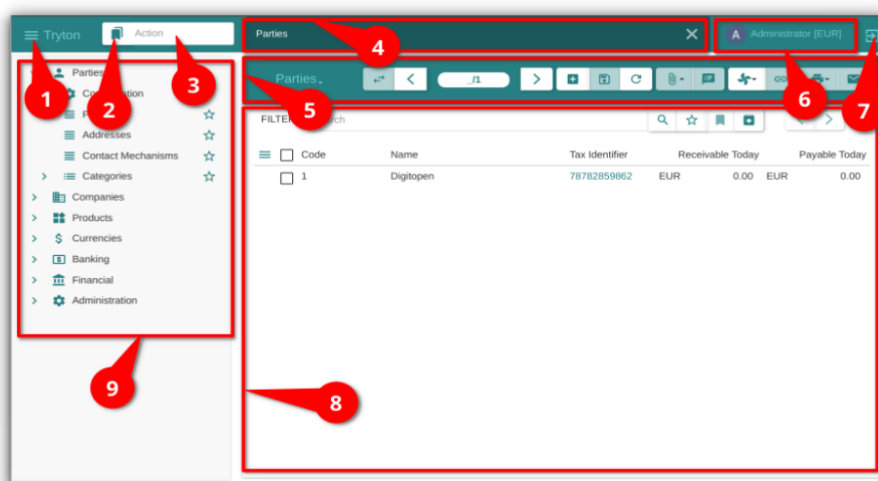 Tryton
Action
Parties
A Administrator [EUR]
4
1
2
3
5
6
7
Parties
_/1
Parties
Addresses
Contact Mechanisms
Categories
Companies
Products
Currencies
Banking
Financial
Administration
Code Name Tax Identifier Receivable Today Payable Today
1 Digitopen 78782859862 EUR 0.00 EUR 0.00
9
8